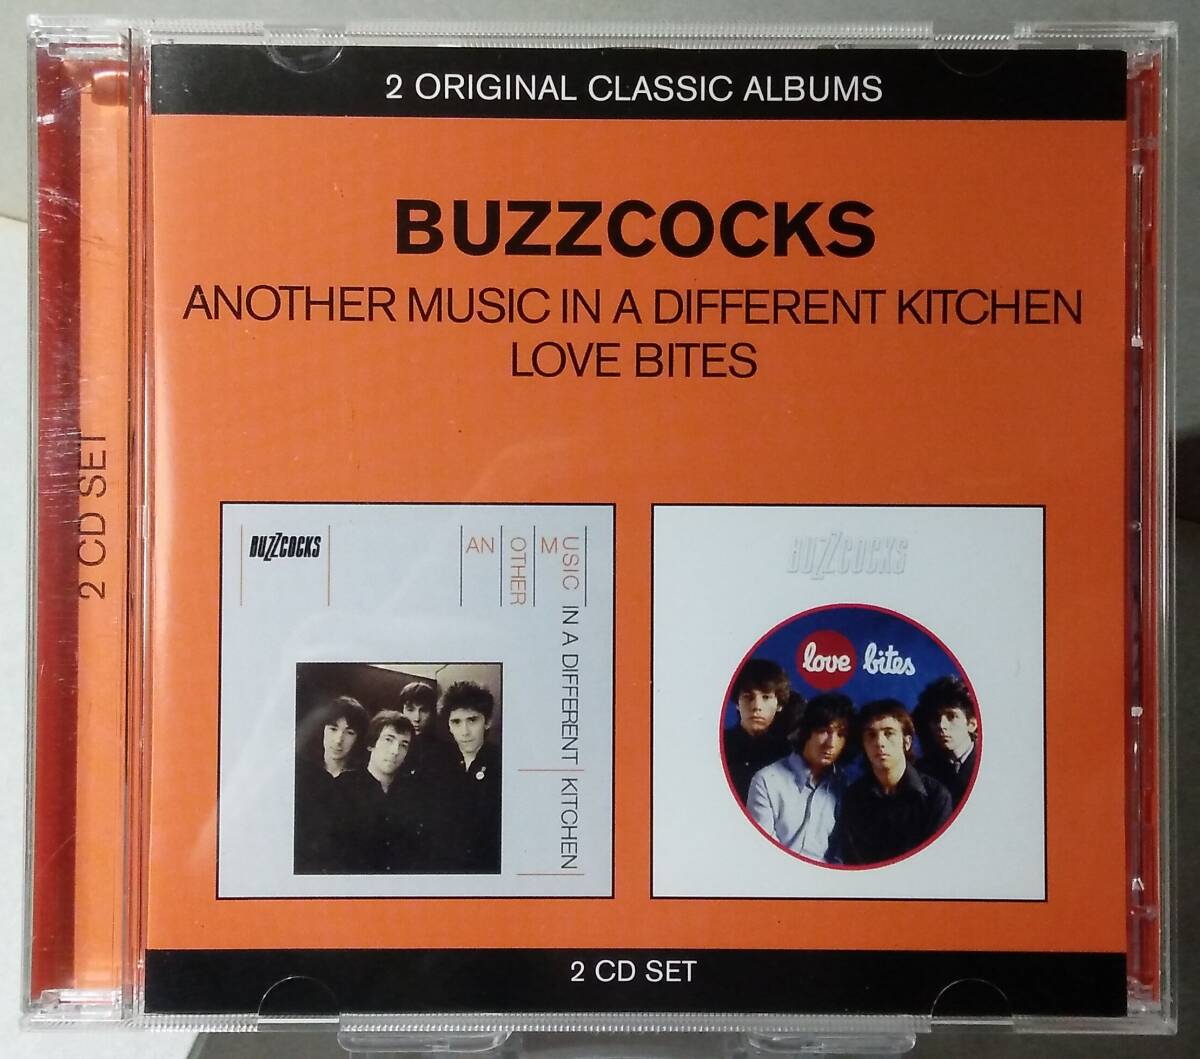 2 ORIGINAL CLASSIC ALBUMS
BUZZCOCKS
ANOTHER MUSIC IN A DIFFERENT KITCHEN
LOVE BITES
2 CD SET
BUZZCOCKS
AN
OTHER
MUSIC IN A DIFFERENT KITCHEN
BUZZCOCKS
love bites
2 CD SET